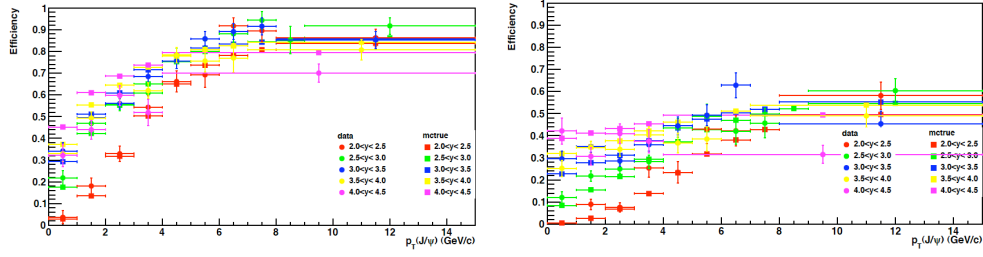 Efficiency
1
0.9
0.8
0.7
0.6
0.5
0.4
0.3
0.2
0.1
0
0 2 4 6 8 10 12 14
p_T(J/ψ) (GeV/c)
data mctrue
2.0<y< 2.5 2.0<y< 2.5
2.5<y< 3.0 2.5<y< 3.0
3.0<y< 3.5 3.0<y< 3.5
3.5<y< 4.0 3.5<y< 4.0
4.0<y< 4.5 4.0<y< 4.5
Efficiency
1
0.9
0.8
0.7
0.6
0.5
0.4
0.3
0.2
0.1
0
0 2 4 6 8 10 12 14
p_T(J/ψ) (GeV/c)
data mctrue
2.0<y< 2.5 2.0<y< 2.5
2.5<y< 3.0 2.5<y< 3.0
3.0<y< 3.5 3.0<y< 3.5
3.5<y< 4.0 3.5<y< 4.0
4.0<y< 4.5 4.0<y< 4.5